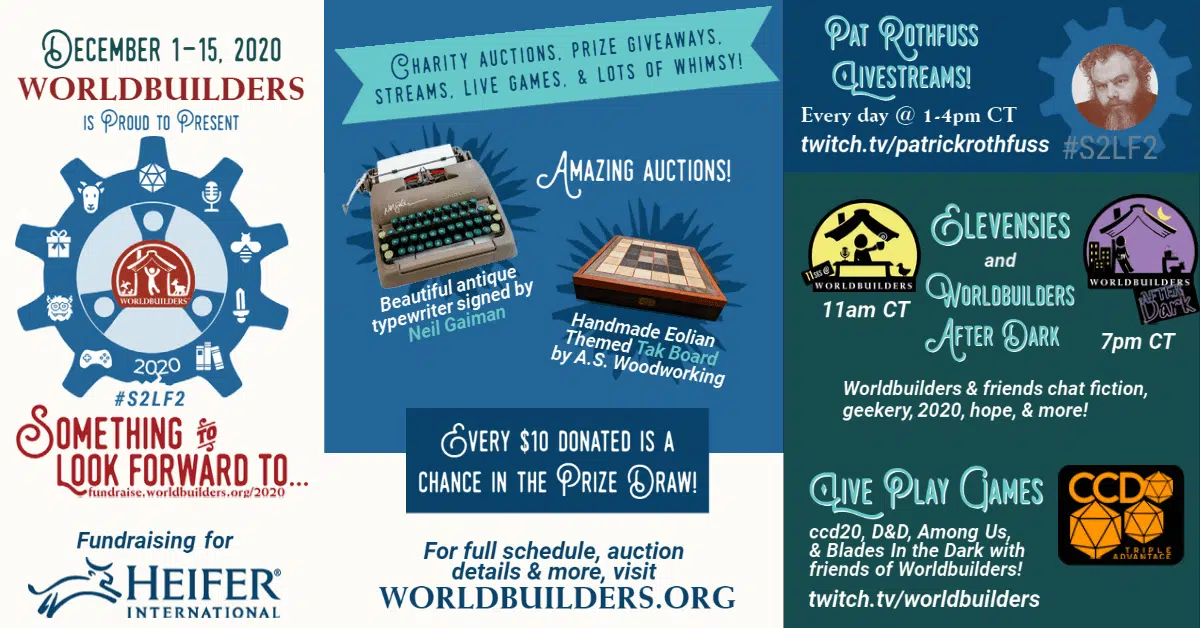 December 1-15, 2020
WORLDBUILDERS
is Proud to Present
WORLDBUILDERS™
2020
#S2LF2
Something to
Look Forward to...
fundraise.worldbuilders.org/2020
Fundraising for
HEIFER®
INTERNATIONAL
Charity auctions, prize giveaways,
streams, live games, & lots of whimsy!
Amazing auctions!
Beautiful antique
typewriter signed by
Neil Gaiman
Handmade Eolian
Themed Tak Board
by A.S. Woodworking
Every $10 donated is a
chance in the Prize Draw!
For full schedule, auction
details & more, visit
WORLDBUILDERS.ORG
Pat Rothfuss
Livestreams!
Every day @ 1-4pm CT
twitch.tv/patrickrothfuss
#S2LF2
11ses @
WORLDBUILDERS
11am CT
Elevensies
and
Worldbuilders
After Dark
WORLDBUILDERS
AFTER
Dark
7pm CT
Worldbuilders & friends chat fiction,
geekery, 2020, hope, & more!
Live Play Games
ccd20, D&D, Among Us,
& Blades In the Dark with
friends of Worldbuilders!
twitch.tv/worldbuilders
CCD
TRIPLE
ADVANTAGE